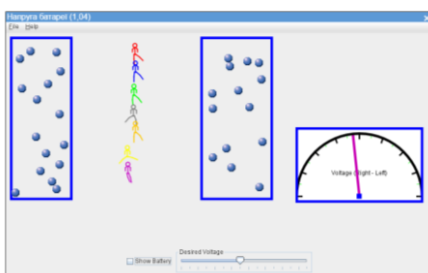 Напруга батареї (1,04)
File Help
Voltage (Right - Left)
Desired Voltage
Show Battery